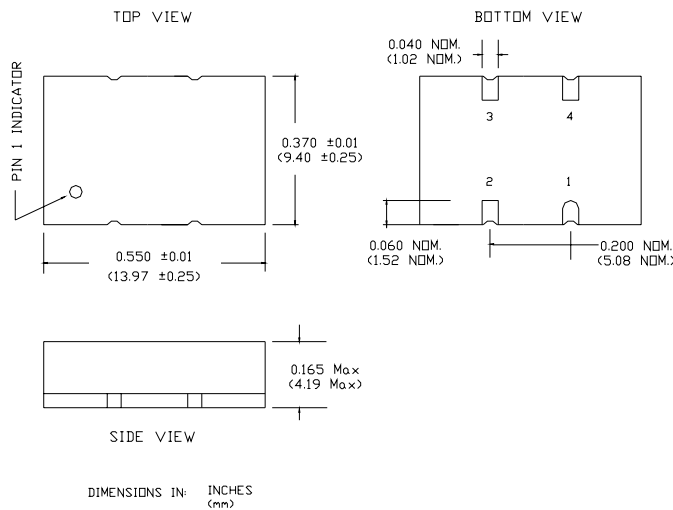 TOP VIEW
BOTTOM VIEW
0.040 NOM.
(1.02 NOM.)
PIN 1 INDICATOR
3
4
0.370 ±0.01
(9.40 ±0.25)
2
1
0.550 ±0.01
(13.97 ±0.25)
0.060 NOM.
(1.52 NOM.)
0.200 NOM.
(5.08 NOM.)
0.165 Max
(4.19 Max)
SIDE VIEW
DIMENSIONS IN: INCHES
(mm)